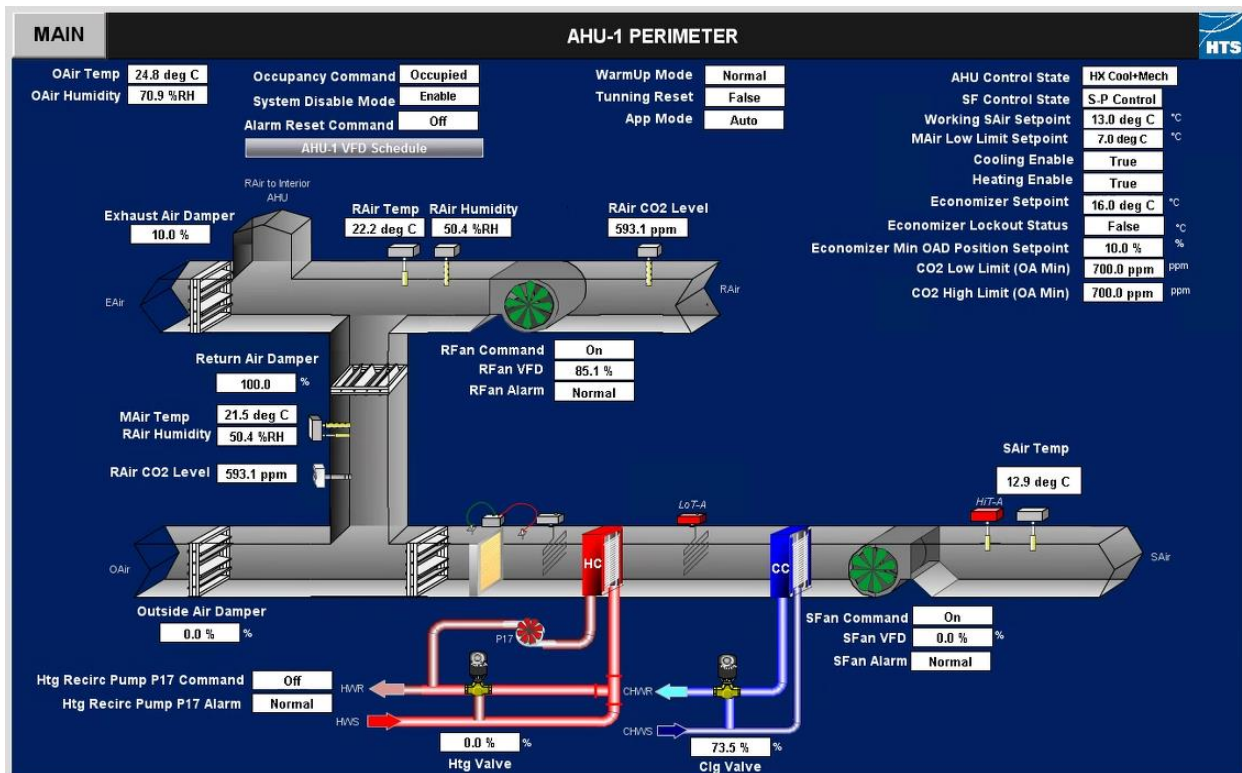 MAIN
AHU-1 PERIMETER
HTS
OAir Temp 24.8 deg C
OAir Humidity 70.9 %RH
Occupancy Command Occupied
System Disable Mode Enable
Alarm Reset Command Off
AHU-1 VFD Schedule
WarmUp Mode Normal
Tunning Reset False
App Mode Auto
AHU Control State HX Cool+Mech
SF Control State S-P Control
Working SAir Setpoint 13.0 deg C °C
MAir Low Limit Setpoint 7.0 deg C °C
Cooling Enable True
Heating Enable True
Economizer Setpoint 16.0 deg C °C
Economizer Lockout Status False °C
Economizer Min OAD Position Setpoint 10.0 % %
CO2 Low Limit (OA Min) 700.0 ppm ppm
CO2 High Limit (OA Min) 700.0 ppm ppm
RAir to Interior
AHU
Exhaust Air Damper
10.0 %
RAir Temp
22.2 deg C
RAir Humidity
50.4 %RH
RAir CO2 Level
593.1 ppm
EAir
RAir
RFan Command On
RFan VFD 85.1 %
RFan Alarm Normal
Return Air Damper
100.0 %
MAir Temp 21.5 deg C
RAir Humidity 50.4 %RH
RAir CO2 Level 593.1 ppm
SAir Temp
12.9 deg C
LoT-A
HiT-A
OAir
HC
CC
SAir
Outside Air Damper
0.0 % %
P17
SFan Command On
SFan VFD 0.0 % %
SFan Alarm Normal
Htg Recirc Pump P17 Command Off
Htg Recirc Pump P17 Alarm Normal
HWR
HWS
CHWR
CHWS
0.0 % %
Htg Valve
73.5 % %
Clg Valve